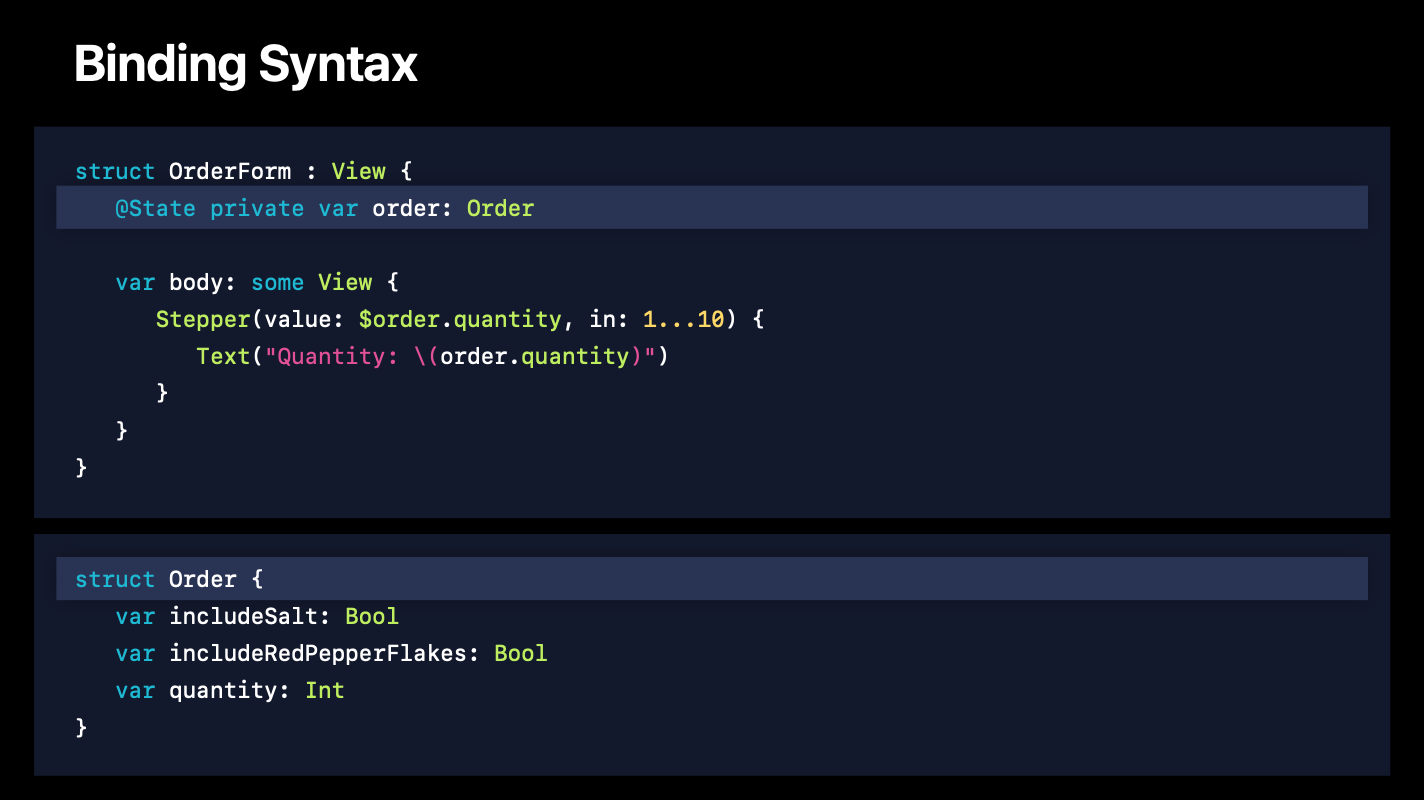 Binding Syntax
struct OrderForm : View {
@State private var order: Order
var body: some View {
Stepper(value: $order.quantity, in: 1...10) {
Text("Quantity: \(order.quantity)")
}
}
}
struct Order {
var includeSalt: Bool
var includeRedPepperFlakes: Bool
var quantity: Int
}